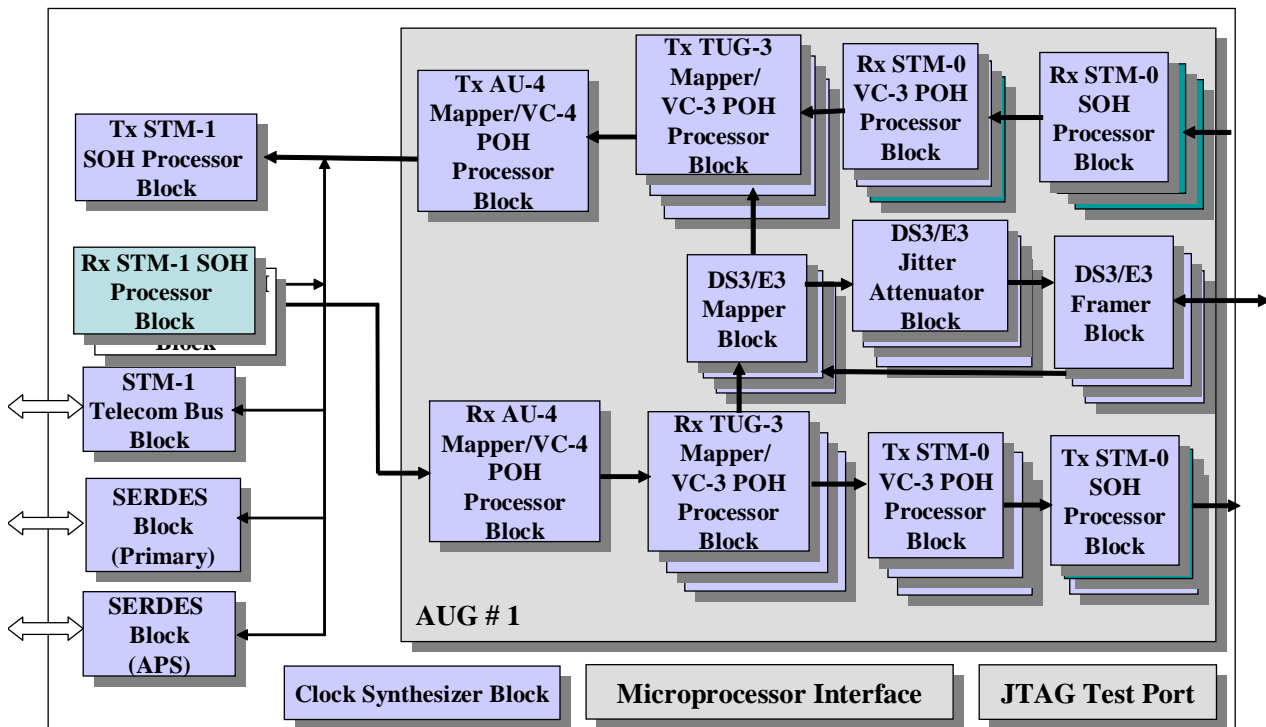 Tx STM-1
SOH Processor
Block
Tx AU-4
Mapper/VC-4
POH
Processor
Block
Tx TUG-3
Mapper/
VC-3 POH
Processor
Block
Rx STM-0
VC-3 POH
Processor
Block
Rx STM-0
SOH
Processor
Block
Rx STM-1 SOH
Processor
Block
Block
DS3/E3
Mapper
Block
DS3/E3
Jitter
Attenuator
Block
DS3/E3
Framer
Block
STM-1
Telecom Bus
Block
Rx AU-4
Mapper/VC-4
POH
Processor
Block
Rx TUG-3
Mapper/
VC-3 POH
Processor
Block
Tx STM-0
VC-3 POH
Processor
Block
Tx STM-0
SOH
Processor
Block
SERDES
Block
(Primary)
SERDES
Block
(APS)
AUG # 1
Clock Synthesizer Block
Microprocessor Interface
JTAG Test Port